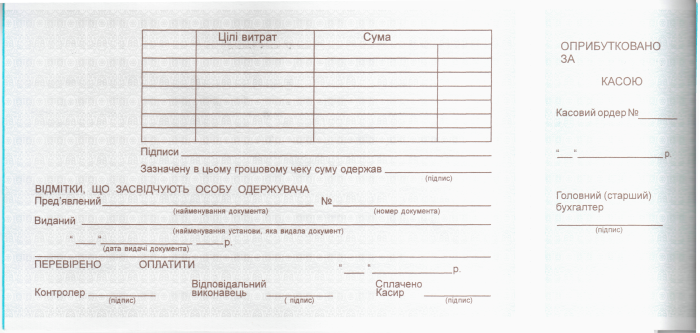 Цілі витрат Сума
Підписи
Зазначену в цьому грошовому чеку суму одержав
(підпис)
ВІДМІТКИ, ЩО ЗАСВІДЧУЮТЬ ОСОБУ ОДЕРЖУВАЧА
Пред'явлений № 
(найменування документа) (номер документа)
Виданий
(найменування установи, яка видала документ)
“ ” р.
(дата видачі документа)
ПЕРЕВІРЕНО ОПЛАТИТИ “ ” р.
Контролер Відповідальний виконавець Сплачено Касир
(підпис) ( підпис) (підпис)
ОПРИБУТКОВАНО
ЗА
КАСОЮ
Касовий ордер №
“ ” р.
Головний (старший)
бухгалтер
(підпис)